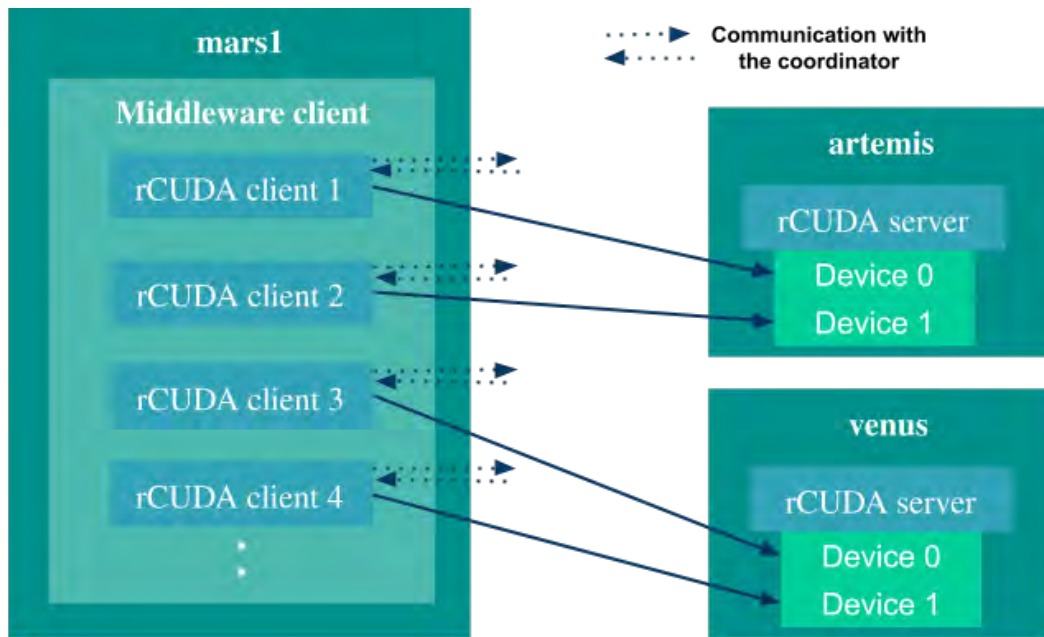 mars1
Middleware client
rCUDA client 1
rCUDA client 2
rCUDA client 3
rCUDA client 4
Communication with
the coordinator
artemis
rCUDA server
Device 0
Device 1
venus
rCUDA server
Device 0
Device 1